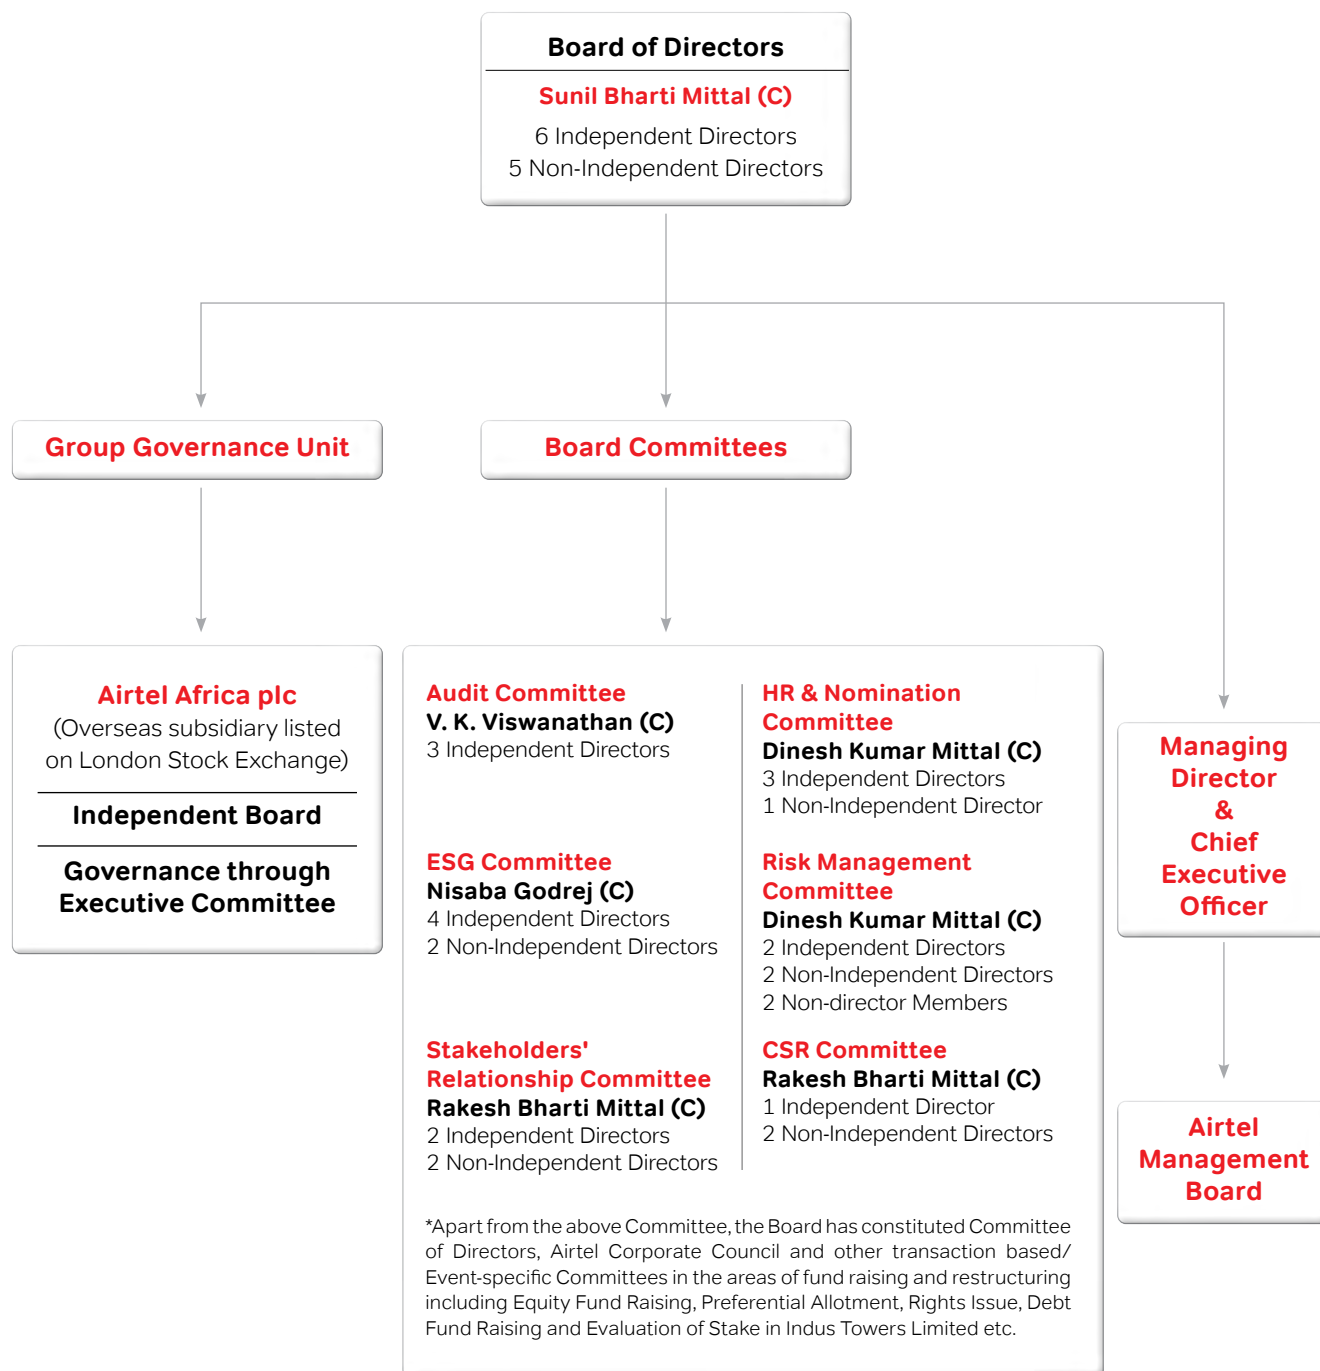 Board of Directors
Sunil Bharti Mittal (C)
6 Independent Directors
5 Non-Independent Directors
Group Governance Unit
Board Committees
Airtel Africa plc
(Overseas subsidiary listed
on London Stock Exchange)
Independent Board
Governance through
Executive Committee
Audit Committee
V. K. Viswanathan (C)
3 Independent Directors
HR & Nomination
Committee
Dinesh Kumar Mittal (C)
3 Independent Directors
1 Non-Independent Director
ESG Committee
Nisaba Godrej (C)
4 Independent Directors
2 Non-Independent Directors
Risk Management
Committee
Dinesh Kumar Mittal (C)
2 Independent Directors
2 Non-Independent Directors
2 Non-director Members
Stakeholders'
Relationship Committee
Rakesh Bharti Mittal (C)
2 Independent Directors
2 Non-Independent Directors
CSR Committee
Rakesh Bharti Mittal (C)
1 Independent Director
2 Non-Independent Directors
*Apart from the above Committee, the Board has constituted Committee
of Directors, Airtel Corporate Council and other transaction based/
Event-specific Committees in the areas of fund raising and restructuring
including Equity Fund Raising, Preferential Allotment, Rights Issue, Debt
Fund Raising and Evaluation of Stake in Indus Towers Limited etc.
Managing
Director
&
Chief
Executive
Officer
Airtel
Management
Board